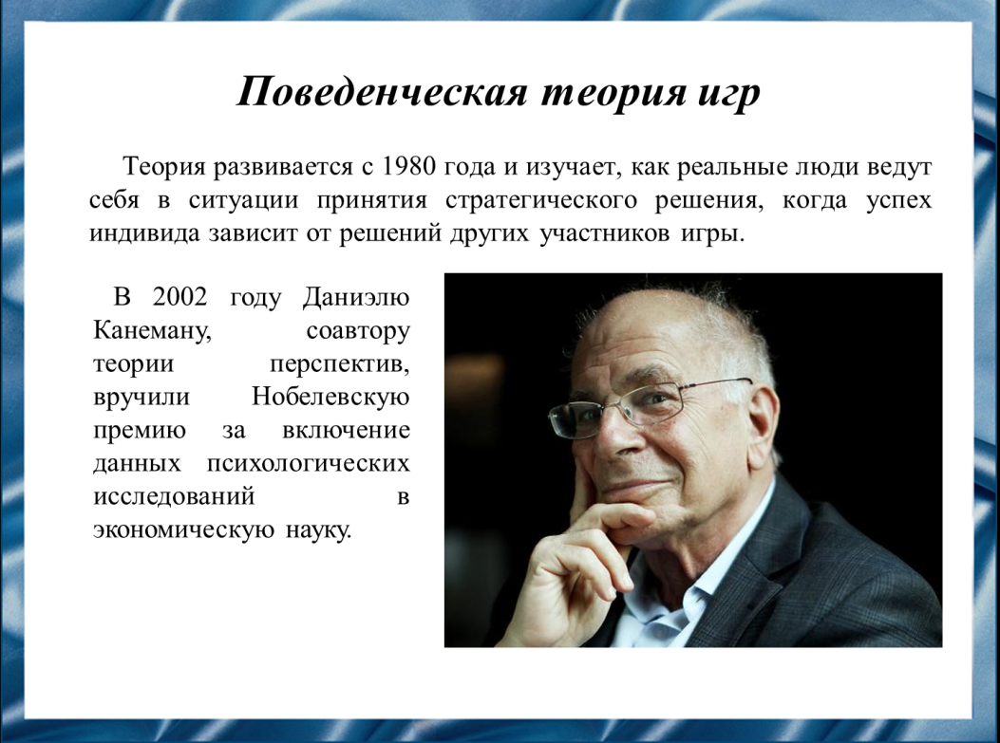 Поведенческая теория игр
Теория развивается с 1980 года и изучает, как реальные люди ведут
себя в ситуации принятия стратегического решения, когда успех
индивида зависит от решений других участников игры.
В 2002 году Даниэлю
Канеману, соавтору
теории перспектив,
вручили Нобелевскую
премию за включение
данных психологических
исследований в
экономическую науку.